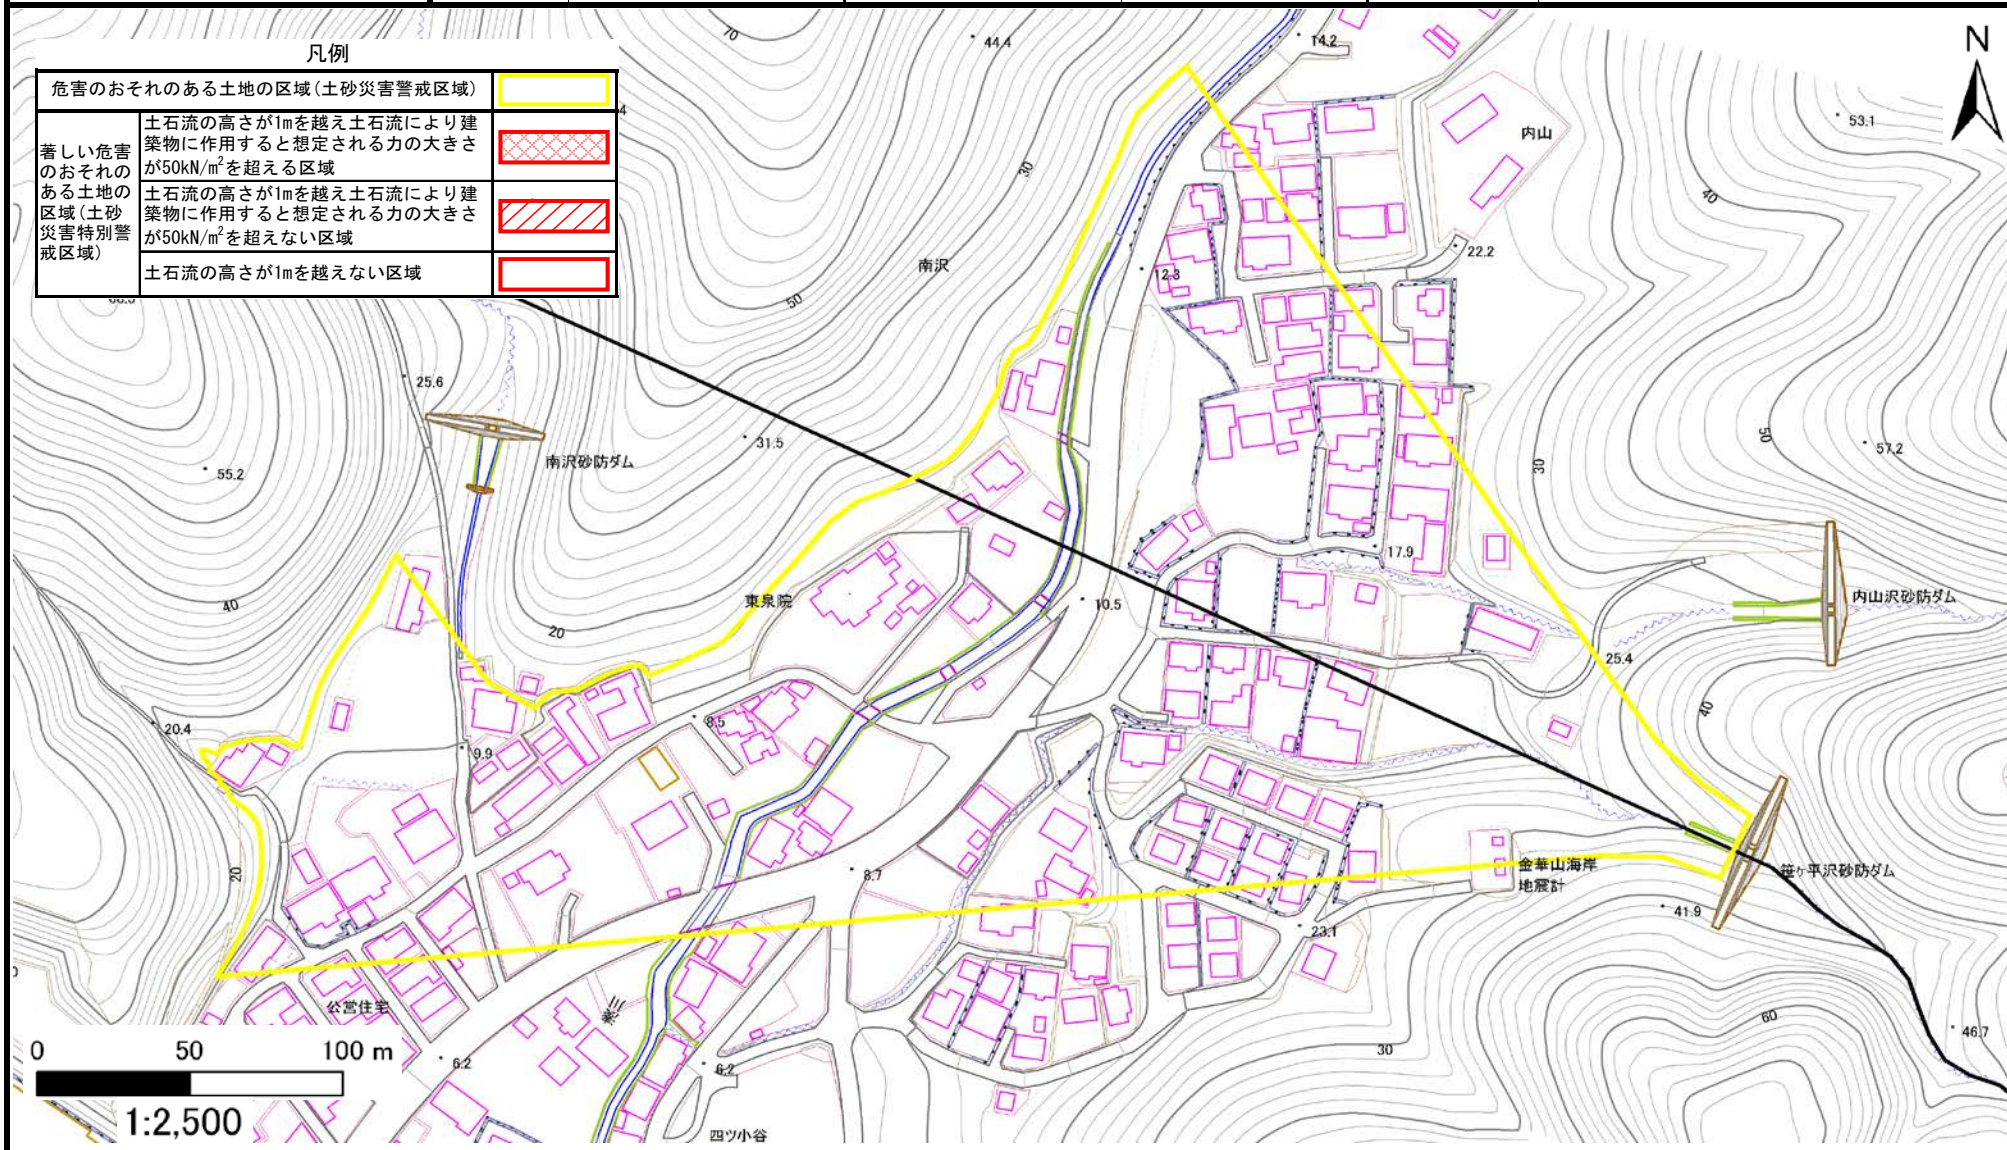 凡例
危害のおそれのある土地の区域(土砂災害警戒区域)
著しい危害
のおそれの
ある土地の
区域(土砂
災害特別警
戒区域)
土石流の高さが1mを越え土石流により建
築物に作用すると想定される力の大きさ
が50kN/m²を超える区域
土石流の高さが1mを越え土石流により建
築物に作用すると想定される力の大きさ
が50kN/m²を超えない区域
土石流の高さが1mを越えない区域
N
70
44.4
14.2
53.1
内山
30
40
22.2
南沢
12.3
50
25.6
31.5
南沢砂防ダム
55.2
50
57.2
30
17.9
40
東泉院
10.5
内山沢砂防ダム
20
25.4
20.4
8.5
9.9
40
20
8.7
金華山海岸
地震計
笹ヶ平沢砂防ダム
41.9
23.1
公営住宅
60
46.7
30
6.2
6.2
四ツ小谷
0 50 100 m
1:2,500